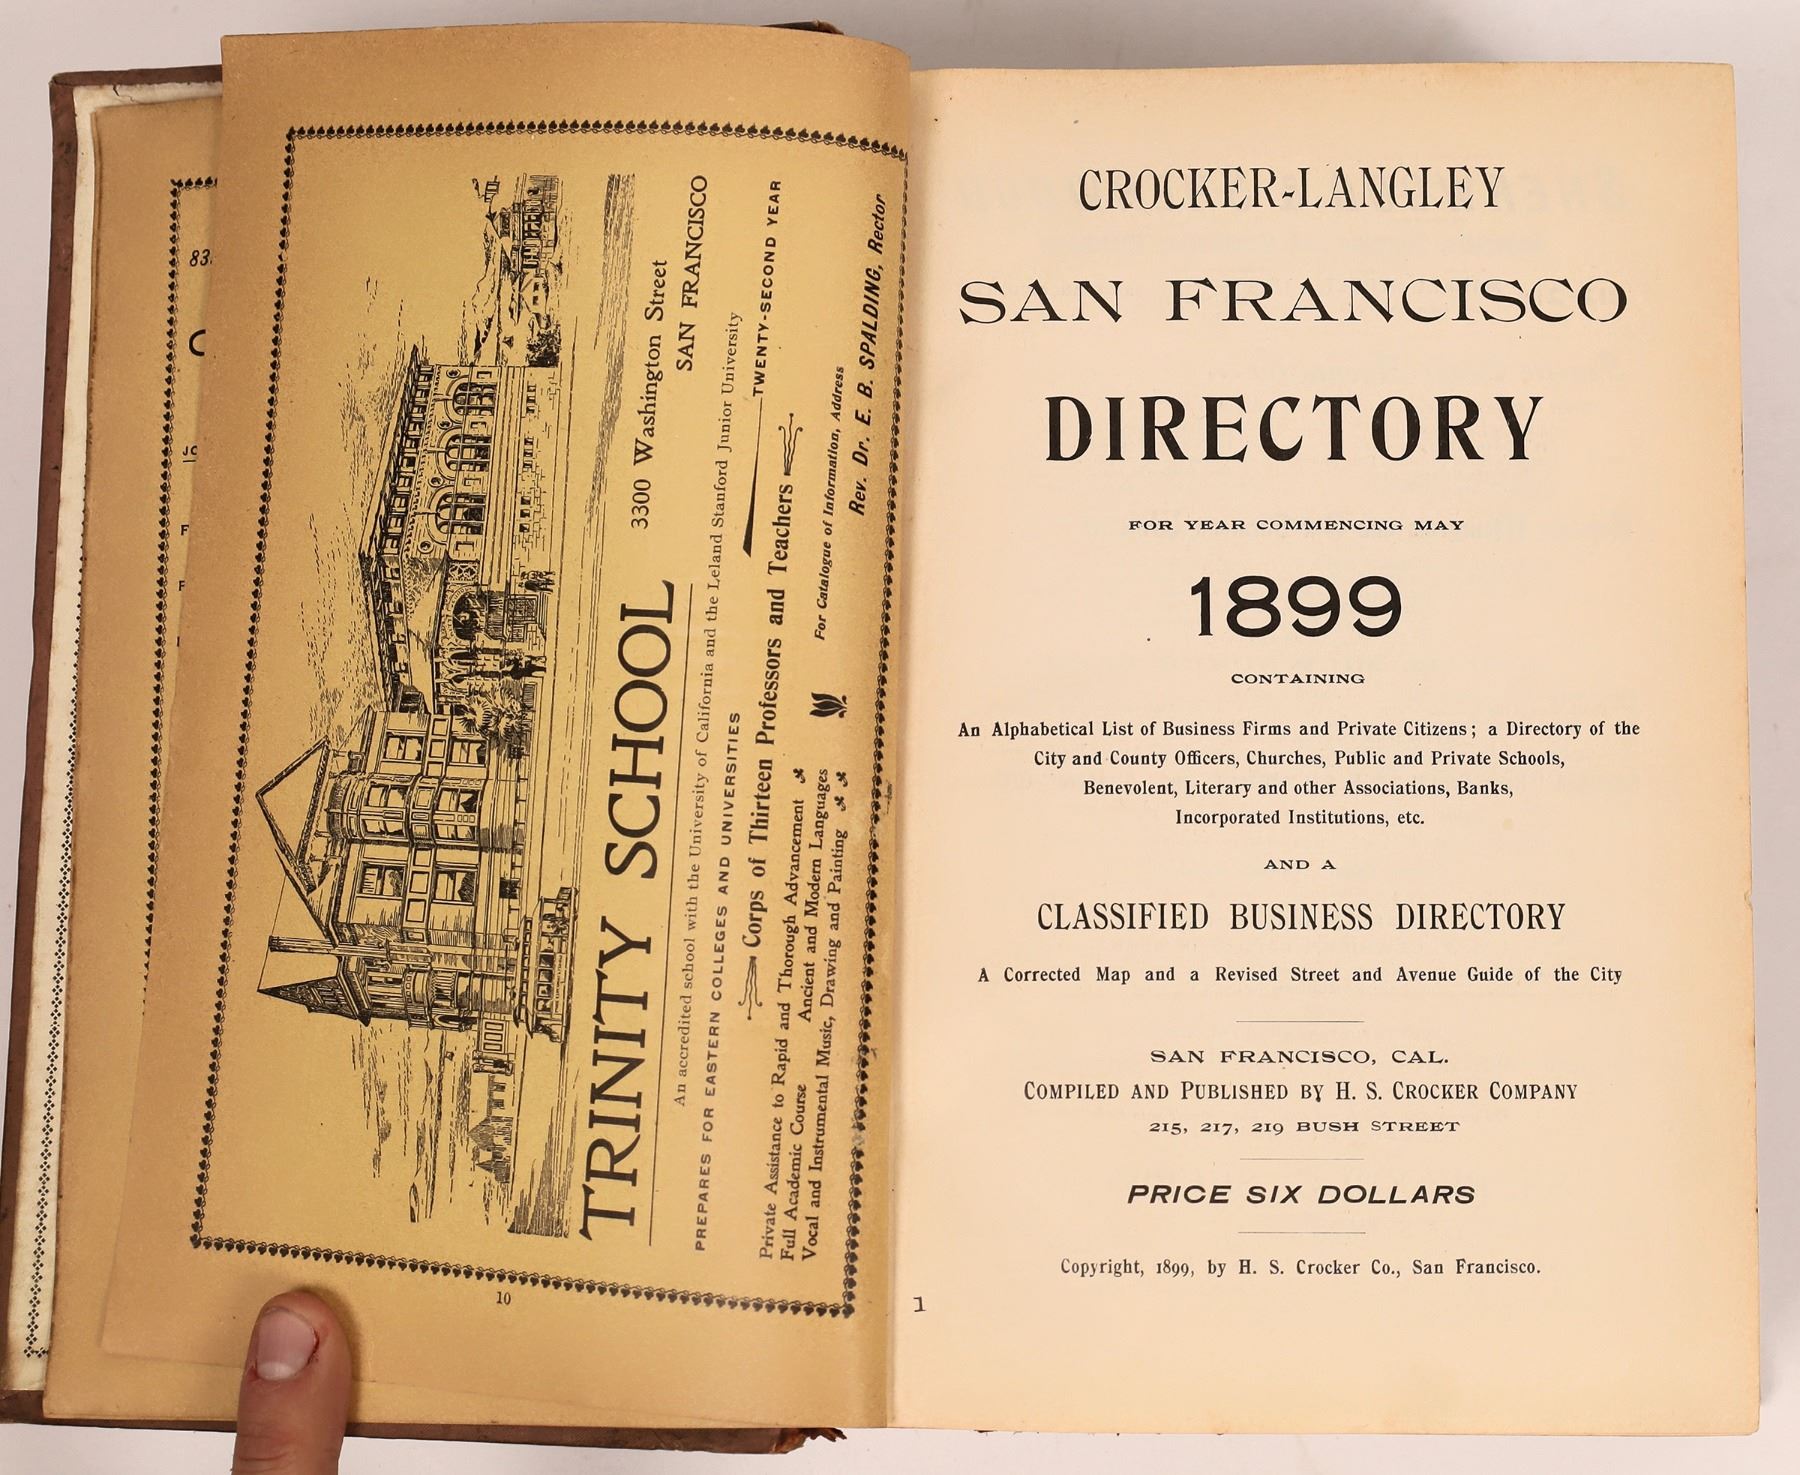 83
C
Jo
F
F
TRINITY SCHOOL
3300 Washington Street
SAN FRANCISCO
An accredited school with the University of California and the Leland Stanford Junior University
PREPARES FOR EASTERN COLLEGES AND UNIVERSITIES
TWENTY-SECOND YEAR
Corps of Thirteen Professors and Teachers
Private Assistance to Rapid and Thorough Advancement
Full Academic Course
Ancient and Modern Languages
Vocal and Instrumental Music, Drawing and Painting
For Catalogue of Information, Address
Rev. Dr. E. B. SPALDING, Rector
10
CROCKER-LANGLEY
SAN FRANCISCO
DIRECTORY
FOR YEAR COMMENCING MAY
1899
CONTAINING
An Alphabetical List of Business Firms and Private Citizens; a Directory of the
City and County Officers, Churches, Public and Private Schools,
Benevolent, Literary and other Associations, Banks,
Incorporated Institutions, etc.
AND A
CLASSIFIED BUSINESS DIRECTORY
A Corrected Map and a Revised Street and Avenue Guide of the City
SAN FRANCISCO, CAL.
COMPILED AND PUBLISHED BY H. S. CROCKER COMPANY
215, 217, 219 BUSH STREET
PRICE SIX DOLLARS
Copyright, 1899, by H. S. Crocker Co., San Francisco.
1